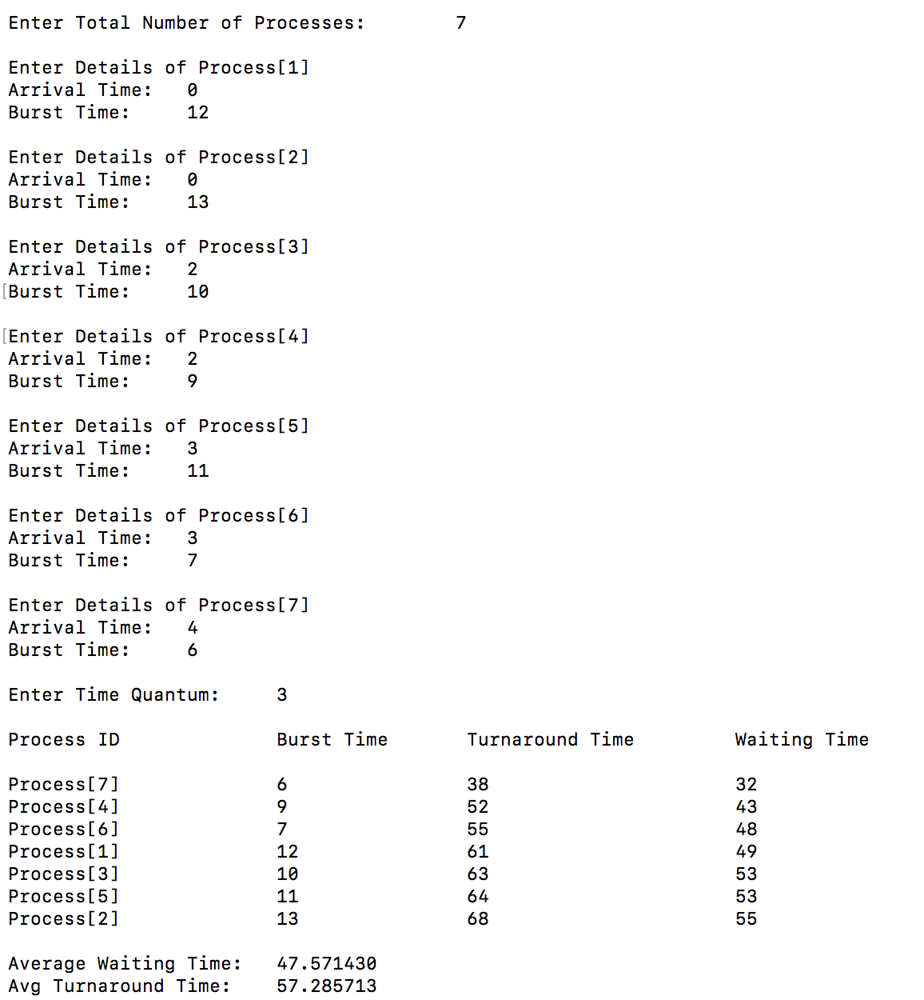 Enter Total Number of Processes: 7
Enter Details of Process[1]
Arrival Time: 0
Burst Time: 12
Enter Details of Process[2]
Arrival Time: 0
Burst Time: 13
Enter Details of Process[3]
Arrival Time: 2
[Burst Time: 10
[Enter Details of Process[4]
Arrival Time: 2
Burst Time: 9
Enter Details of Process[5]
Arrival Time: 3
Burst Time: 11
Enter Details of Process[6]
Arrival Time: 3
Burst Time: 7
Enter Details of Process[7]
Arrival Time: 4
Burst Time: 6
Enter Time Quantum: 3
Process ID Burst Time Turnaround Time Waiting Time
Process[7] 6 38 32
Process[4] 9 52 43
Process[6] 7 55 48
Process[1] 12 61 49
Process[3] 10 63 53
Process[5] 11 64 53
Process[2] 13 68 55
Average Waiting Time: 47.571430
Avg Turnaround Time: 57.285713